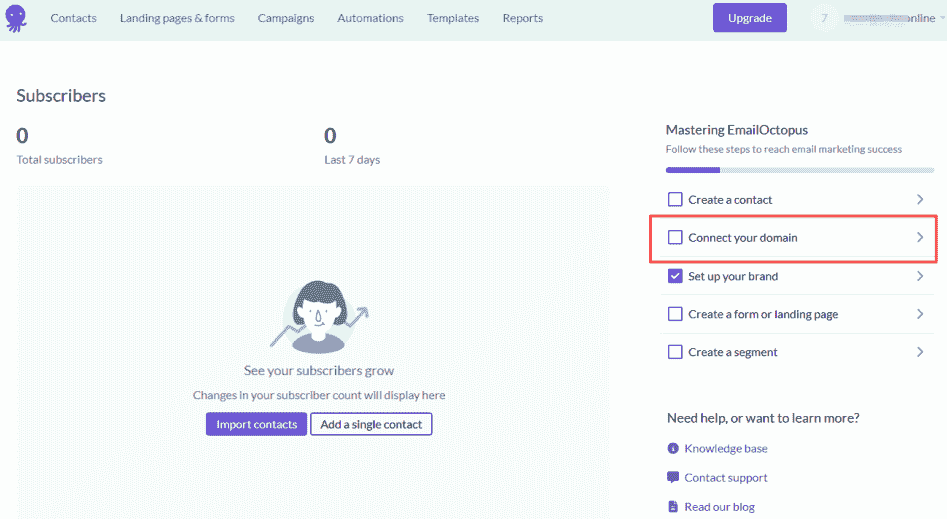 Contacts Landing pages & forms Campaigns Automations Templates Reports Upgrade 7 online
Subscribers
0 0
Total subscribers Last 7 days
See your subscribers grow
Changes in your subscriber count will display here
Import contacts Add a single contact
Mastering EmailOctopus
Follow these steps to reach email marketing success
Create a contact
Connect your domain
Set up your brand
Create a form or landing page
Create a segment
Need help, or want to learn more?
Knowledge base
Contact support
Read our blog